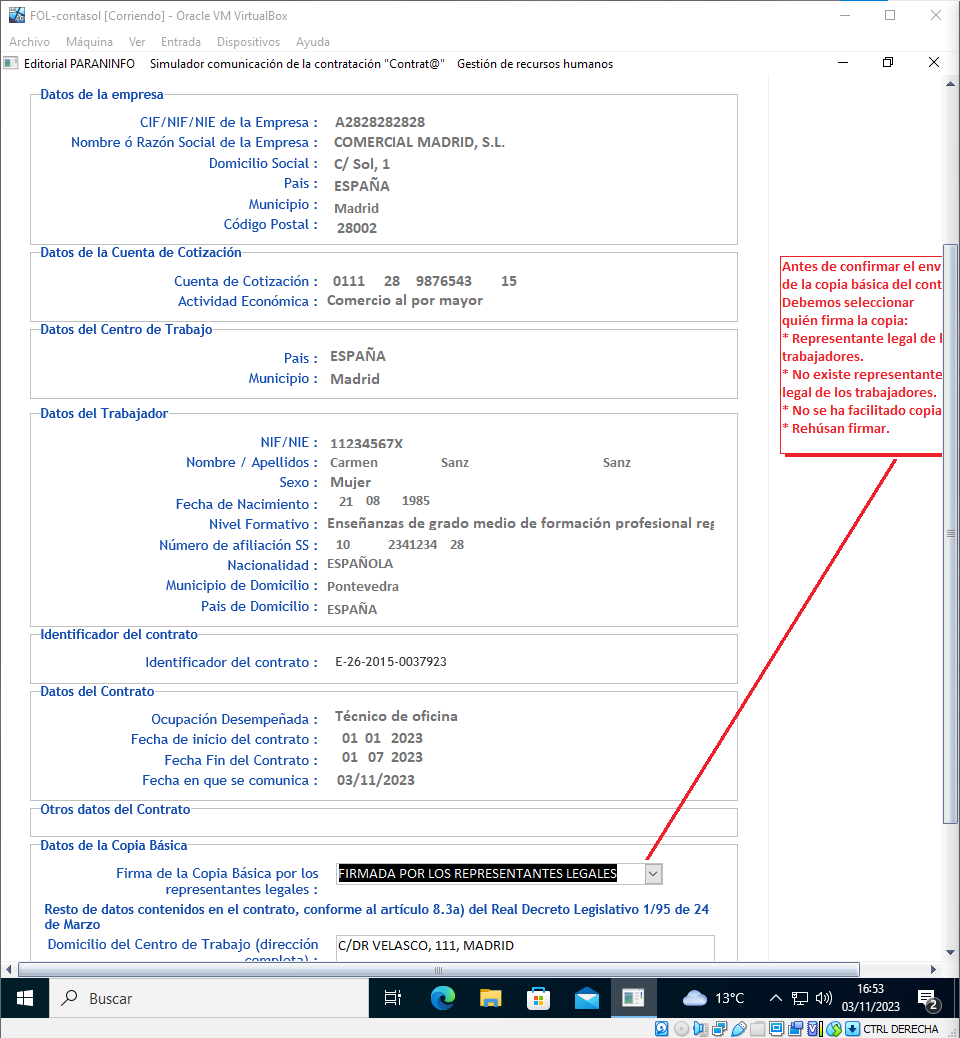 FOL-contasol [Corriendo] - Oracle VM VirtualBox
Archivo Máquina Ver Entrada Dispositivos Ayuda
Editorial PARANINFO Simulador comunicación de la contratación "Contrat@" Gestión de recursos humanos
Datos de la empresa
CIF/NIF/NIE de la Empresa : A2828282828
Nombre ó Razón Social de la Empresa : COMERCIAL MADRID, S.L.
Domicilio Social : C/ Sol, 1
Pais : ESPAÑA
Municipio : Madrid
Código Postal : 28002
Datos de la Cuenta de Cotización
Cuenta de Cotización : 0111 28 9876543 15
Actividad Económica : Comercio al por mayor
Datos del Centro de Trabajo
Pais : ESPAÑA
Municipio : Madrid
Datos del Trabajador
NIF/NIE : 11234567X
Nombre / Apellidos : Carmen Sanz Sanz
Sexo : Mujer
Fecha de Nacimiento : 21 08 1985
Nivel Formativo : Enseñanzas de grado medio de formación profesional reg
Número de afiliación SS : 10 2341234 28
Nacionalidad : ESPAÑOLA
Municipio de Domicilio : Pontevedra
Pais de Domicilio : ESPAÑA
Identificador del contrato
Identificador del contrato : E-26-2015-0037923
Datos del Contrato
Ocupación Desempeñada : Técnico de oficina
Fecha de inicio del contrato : 01 01 2023
Fecha Fin del Contrato : 01 07 2023
Fecha en que se comunica : 03/11/2023
Otros datos del Contrato
Datos de la Copia Básica
Firma de la Copia Básica por los
representantes legales :
FIRMADA POR LOS REPRESENTANTES LEGALES
Resto de datos contenidos en el contrato, conforme al artículo 8.3a) del Real Decreto Legislativo 1/95 de 24
de Marzo
Domicilio del Centro de Trabajo (dirección
completa) :
C/DR VELASCO, 111, MADRID
Antes de confirmar el env
de la copia básica del cont
Debemos seleccionar
quién firma la copia:
* Representante legal de l
trabajadores.
* No existe representante
legal de los trabajadores.
* No se ha facilitado copia
* Rehúsan firmar.
Buscar
13°C
16:53
03/11/2023
2
CTRL DERECHA